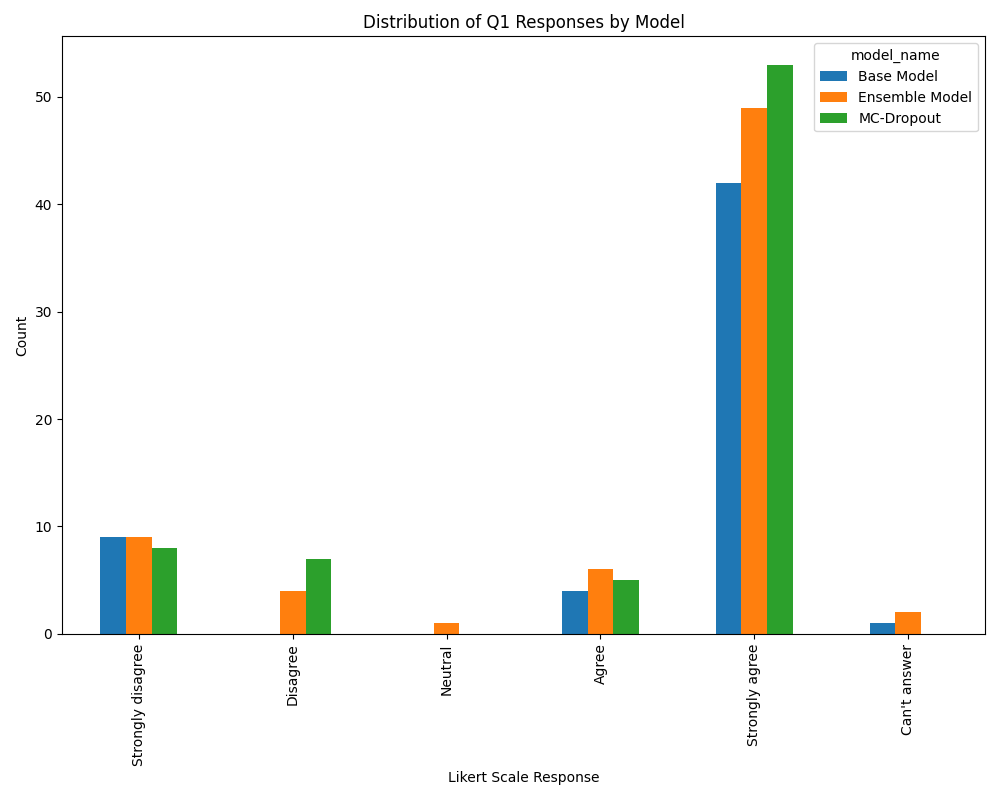 Distribution of Q1 Responses by Model
model_name
Base Model
Ensemble Model
MC-Dropout
Count
50
40
30
20
10
0
Strongly disagree
Disagree
Neutral
Agree
Strongly agree
Can't answer
Likert Scale Response